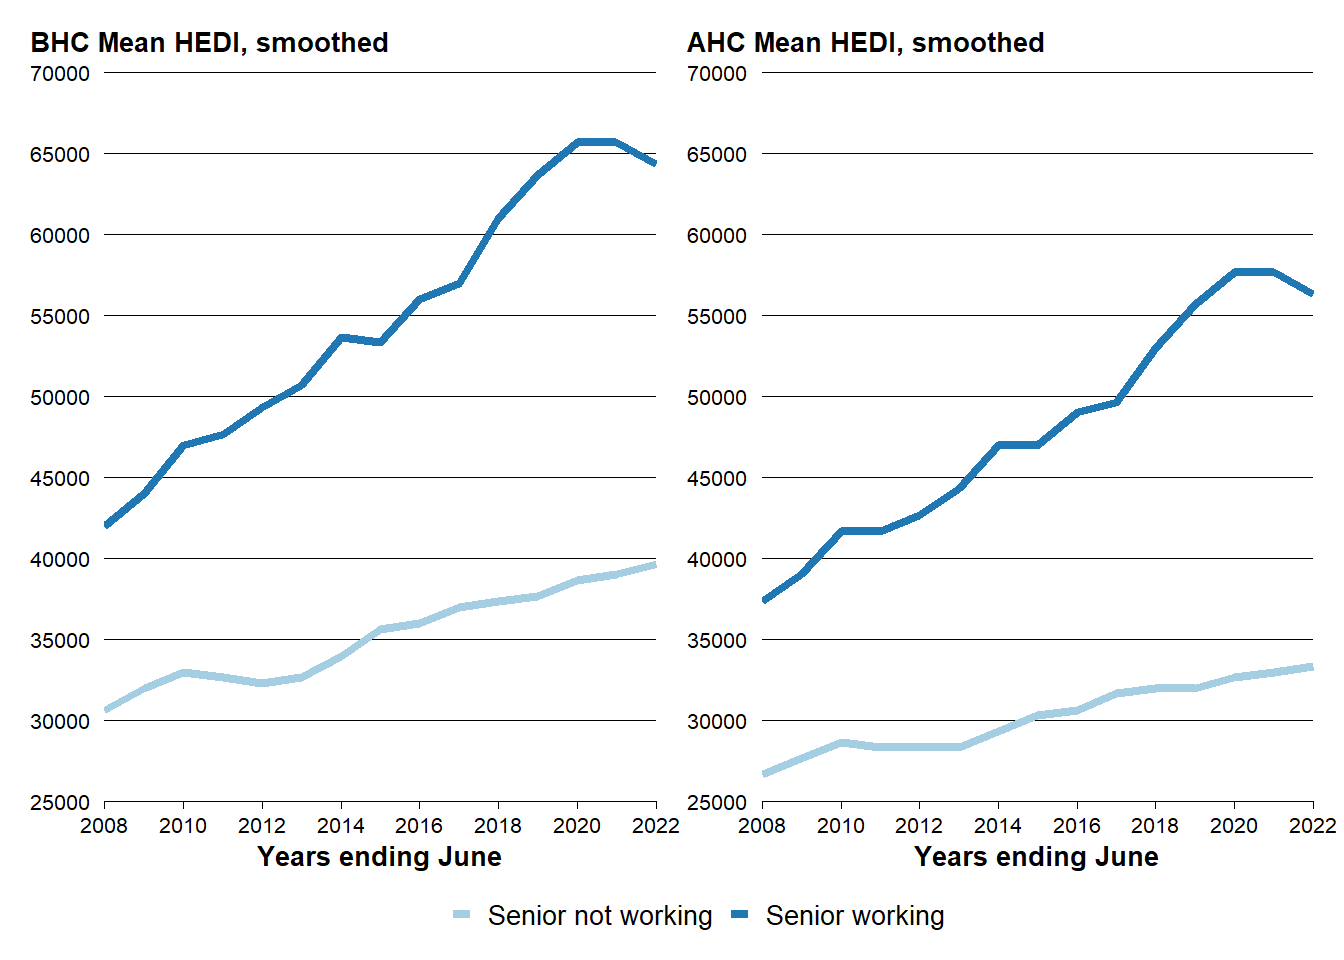 BHC Mean HEDI, smoothed
70000
65000
60000
55000
50000
45000
40000
35000
30000
25000
2008 2010 2012 2014 2016 2018 2020 2022
Years ending June
AHC Mean HEDI, smoothed
70000
65000
60000
55000
50000
45000
40000
35000
30000
25000
2008 2010 2012 2014 2016 2018 2020 2022
Years ending June
Senior not working Senior working